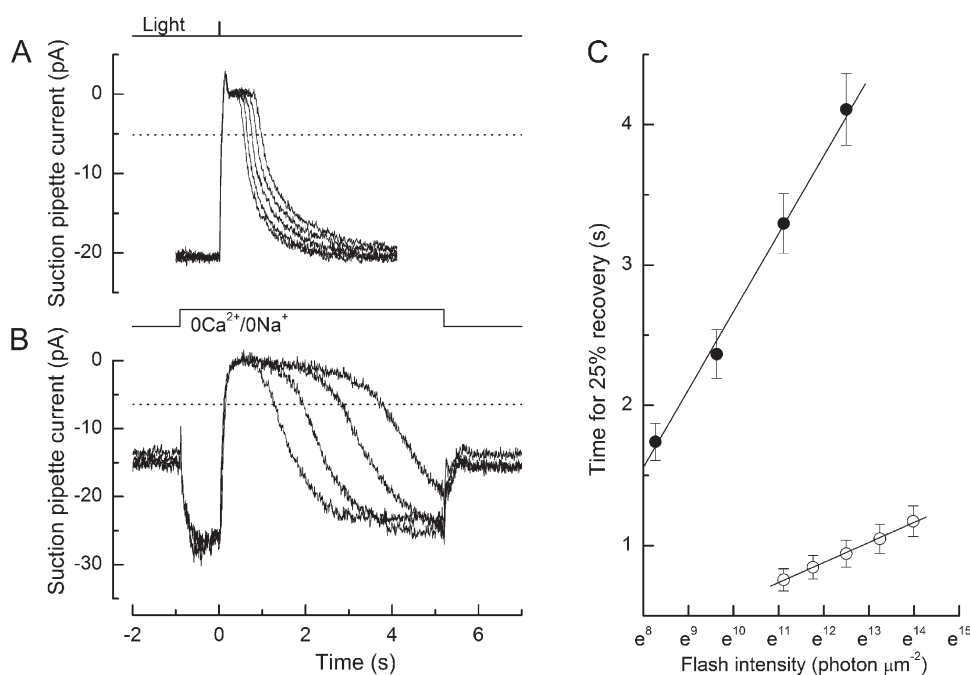 Light
A
Suction pipette current (pA)
0
-10
-20
0Ca²⁺/0Na⁺
B
Suction pipette current (pA)
0
-10
-20
-30
-2 0 2 4 6
Time (s)
C
Time for 25% recovery (s)
4
3
2
1
e⁸ e⁹ e¹⁰ e¹¹ e¹² e¹³ e¹⁴ e¹⁵
Flash intensity (photon μm⁻²)